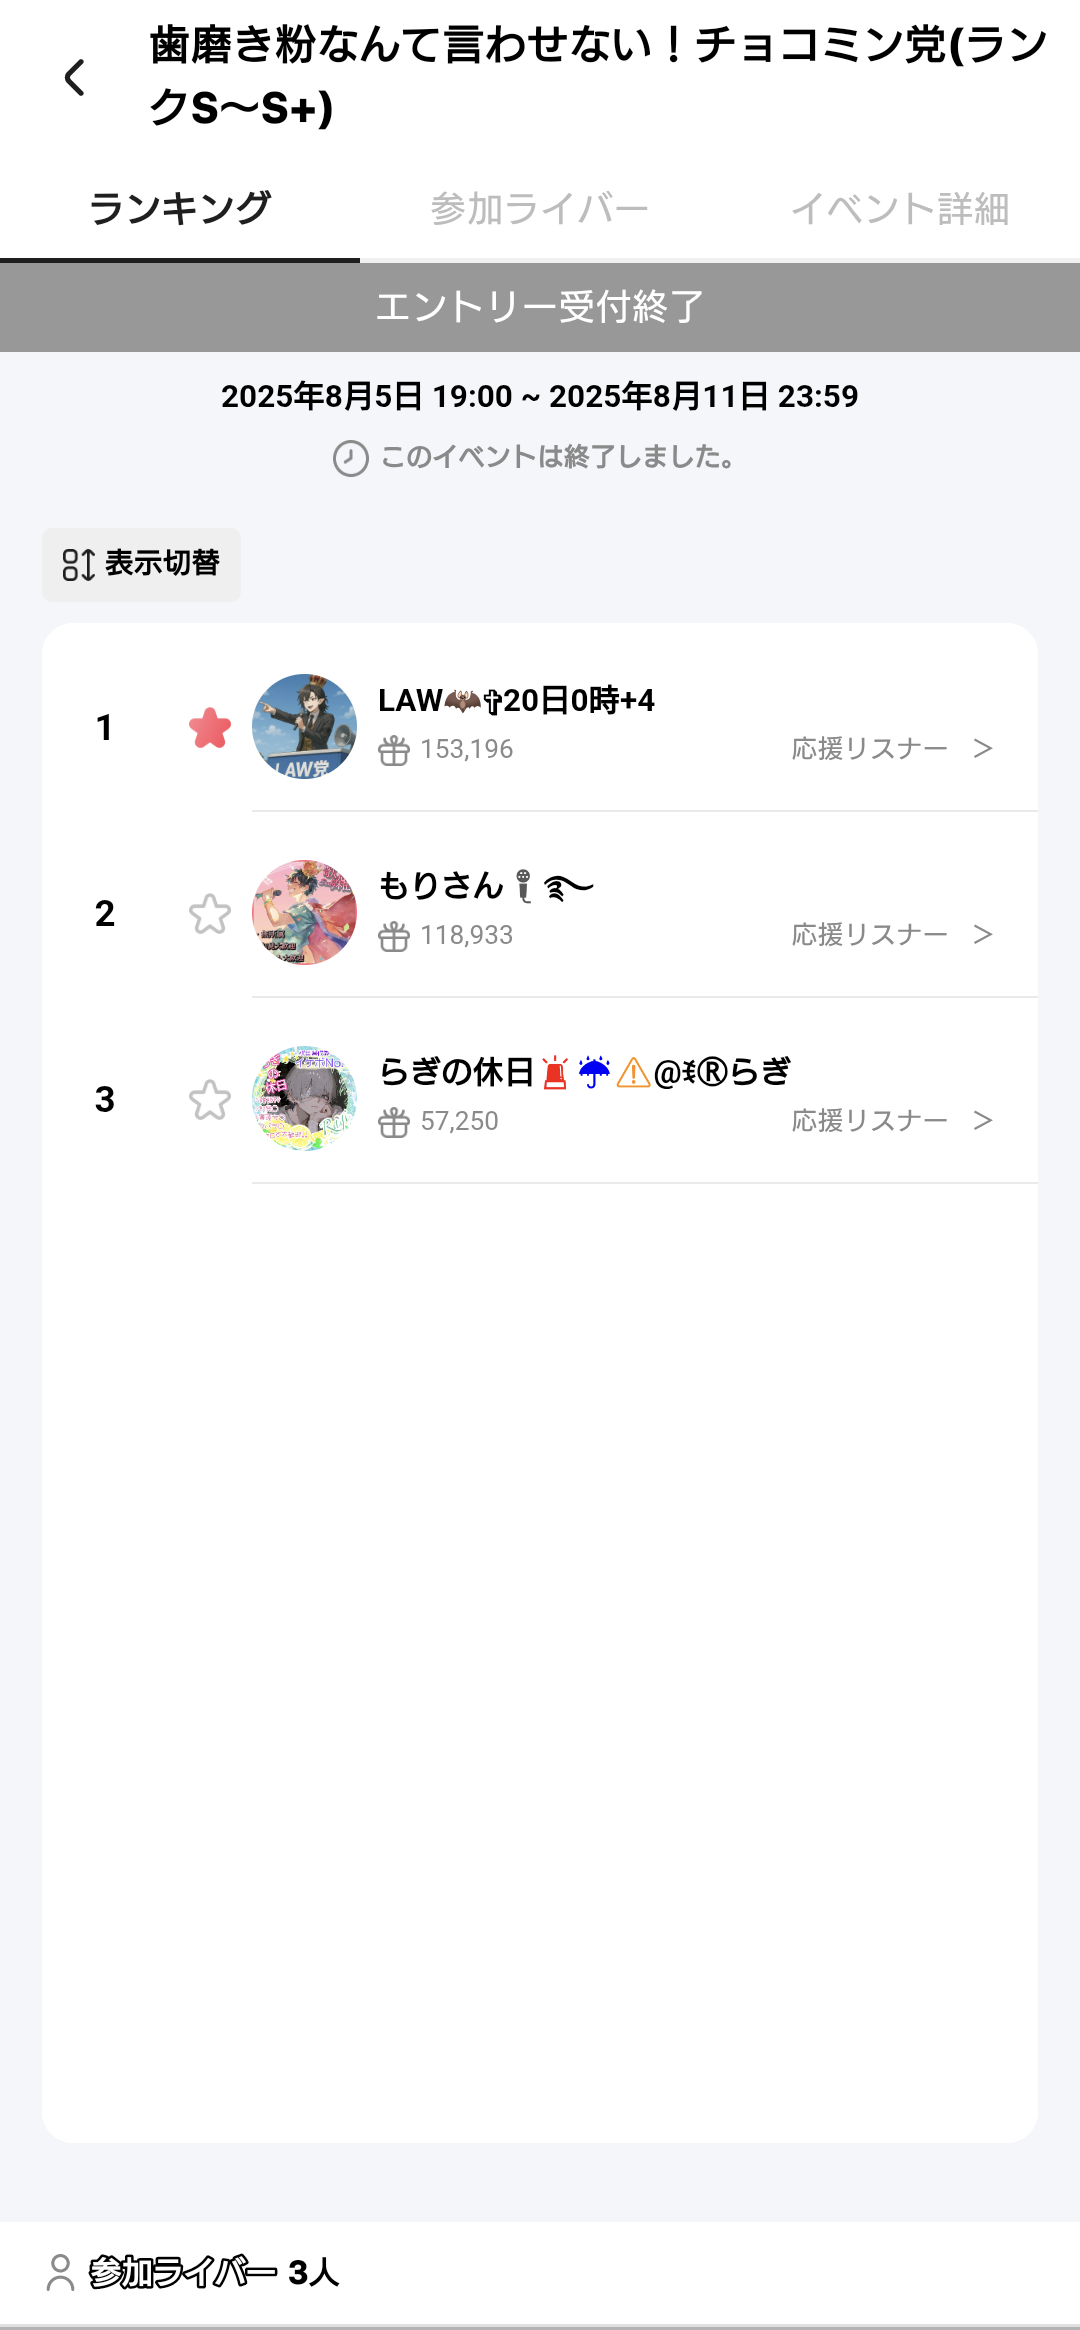 歯磨き粉なんて言わせない！チョコミン党(ラン
クS〜S+)
ランキング
参加ライバー
イベント詳細
エントリー受付終了
2025年8月5日 19:00 ~ 2025年8月11日 23:59
このイベントは終了しました。
表示切替
1
LAW🦇✞20日0時+4
153,196
応援リスナー >
LAW党
2
もりさん🎙️࿐
118,933
応援リスナー >
3
らぎの休日🚨☔⚠️@ꉂⓇらぎ
57,250
応援リスナー >
参加ライバー 3人